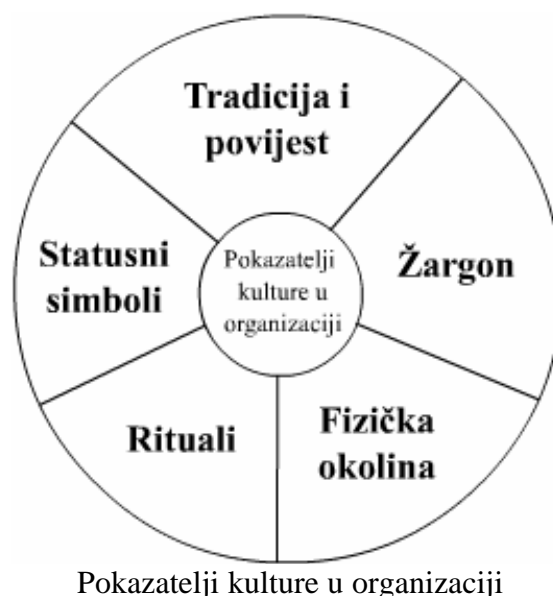 Tradicija i
povijest
Statusni
simboli
Pokazatelji
kulture u
organizaciji
Žargon
Rituali
Fizička
okolina
Pokazatelji kulture u organizaciji